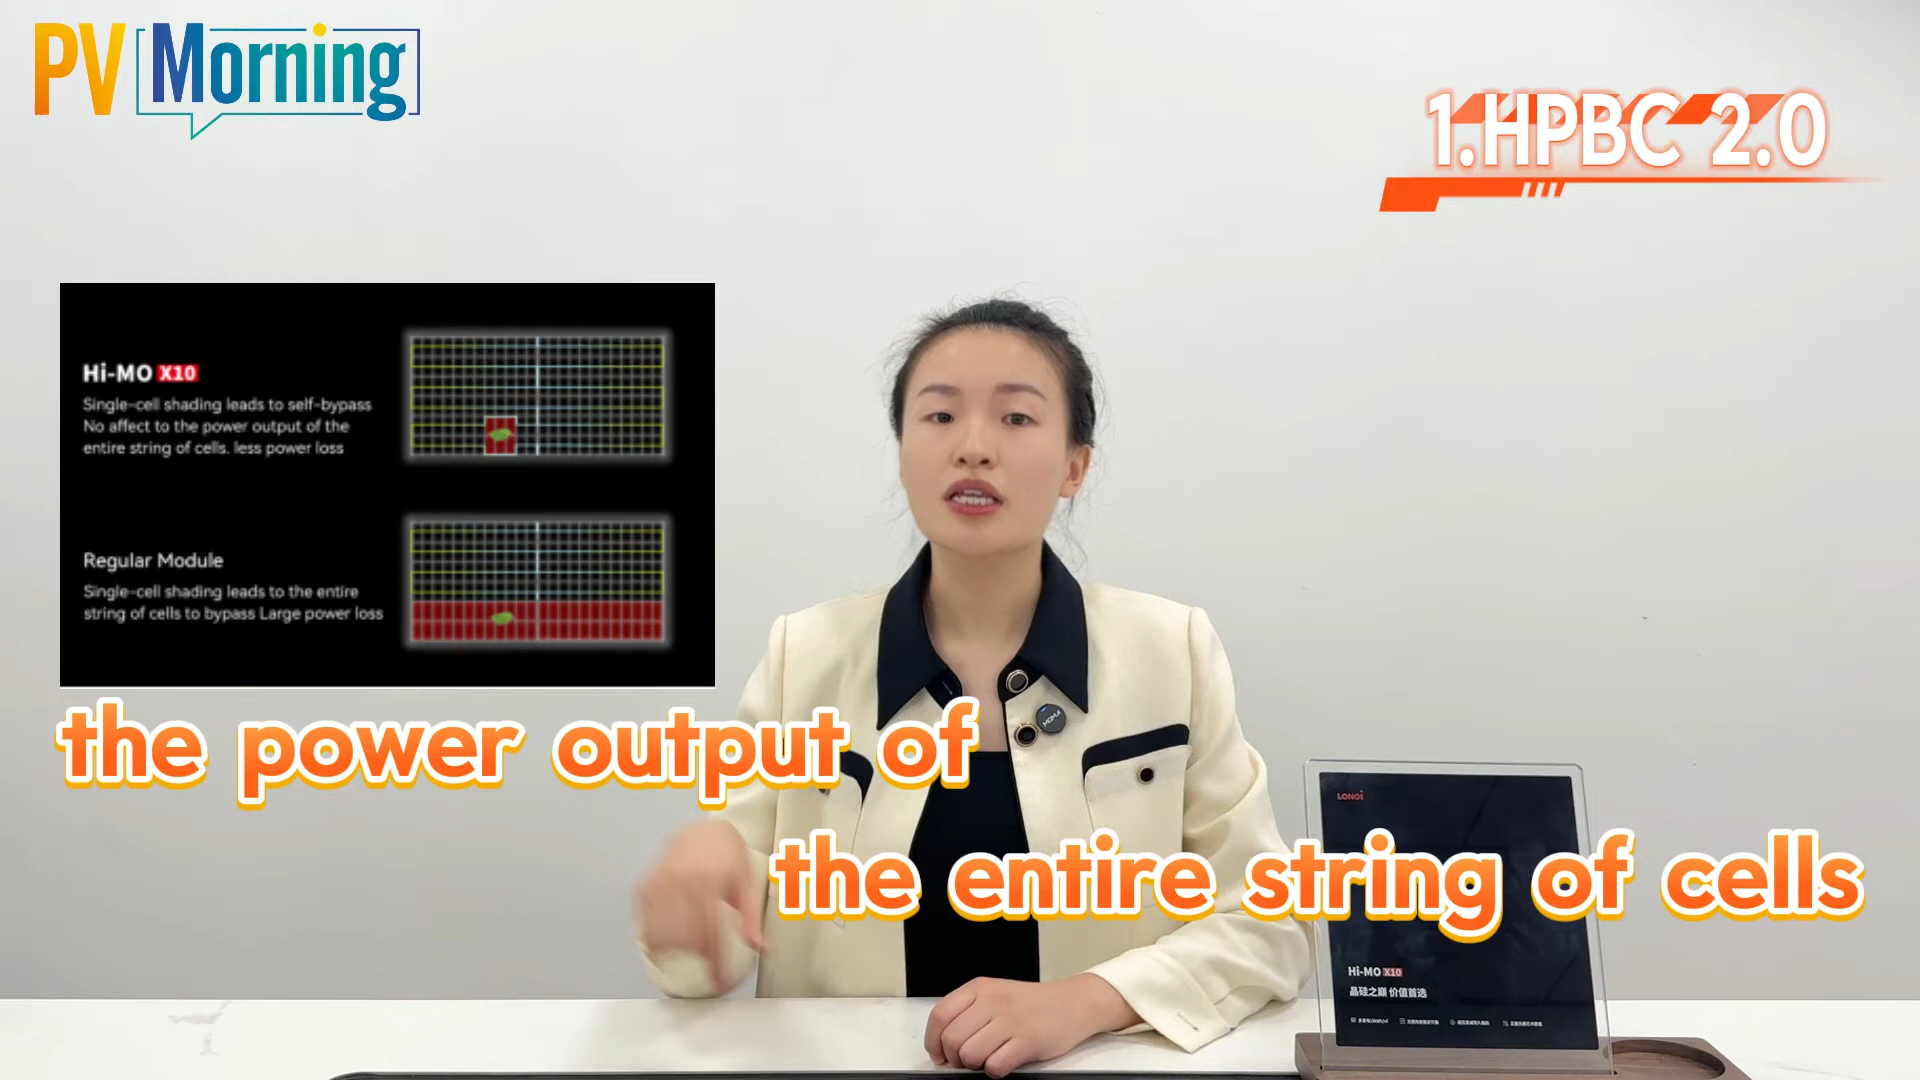 PV Morning
1.HPBC 2.0
Hi-MO X10
Single-cell shading leads to self-bypass
No affect to the power output of the
entire string of cells. less power loss
Regular Module
Single-cell shading leads to the entire
string of cells to bypass Large power loss
the power output of
the entire string of cells
LONGi
Hi-MO X10
晶硅之巅 价值首选